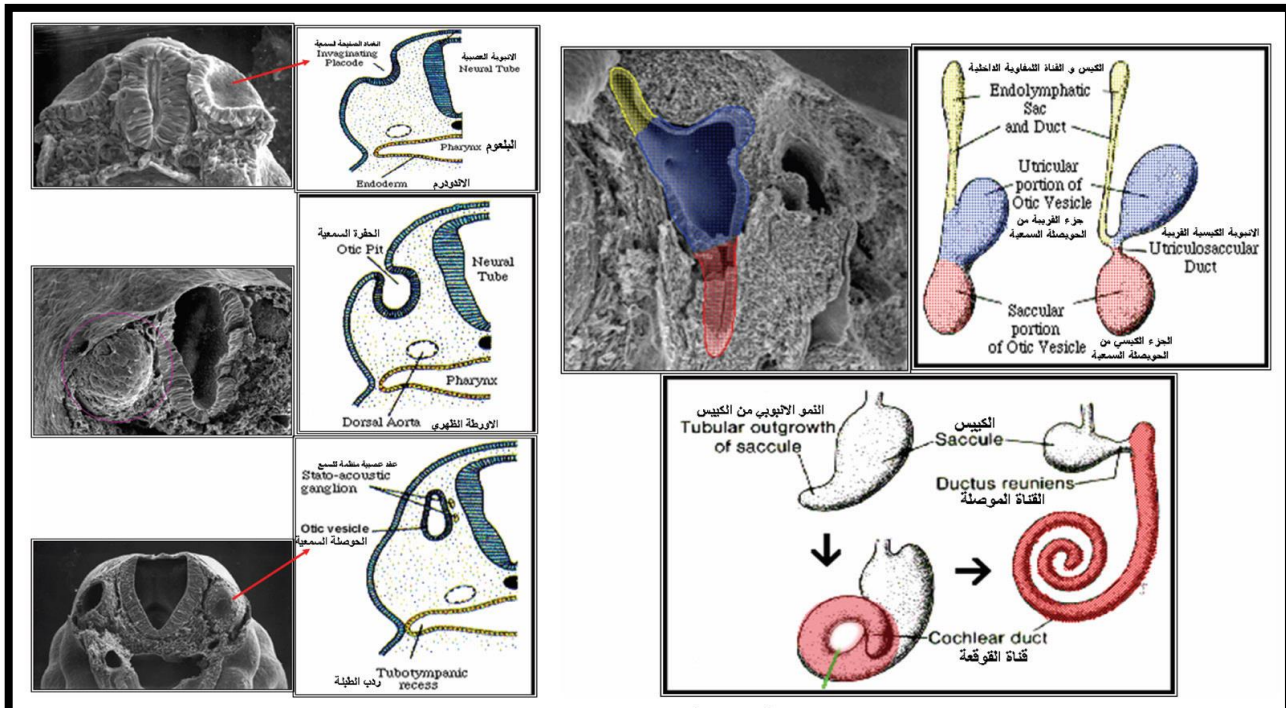 انغماد الصفيحة السمعية
Invaginating
Placode
الانبوبة العصبية
Neural Tube
Pharynx البلعوم
Endoderm الاندودرم
الحفرة السمعية
Otic Pit
Neural
Tube
Pharynx
Dorsal Aorta الاورطة الظهري
عقد عصبية منظمة للسمع
Stato-acoustic
ganglion
Otic vesicle
الحوصلة السمعية
Tubotympanic
recess
ردب الطبلة
الكيس و القناة اللمفاوية الداخلية
Endolymphatic
Sac
and Duct
Utricular
portion of
Otic Vesicle
جزء القريبة من
الحويصلة السمعية
الانبوبة الكيسية القريبة
Utriculosaccular
Duct
Saccular
portion
of Otic Vesicle
الجزء الكيسي من
الحويصلة السمعية
النمو الانبوبي من الكييس
Tubular outgrowth
of saccule
الكييس
Saccule
Ductus reuniens
القناة الموصلة
Cochlear duct
قناة القوقعة